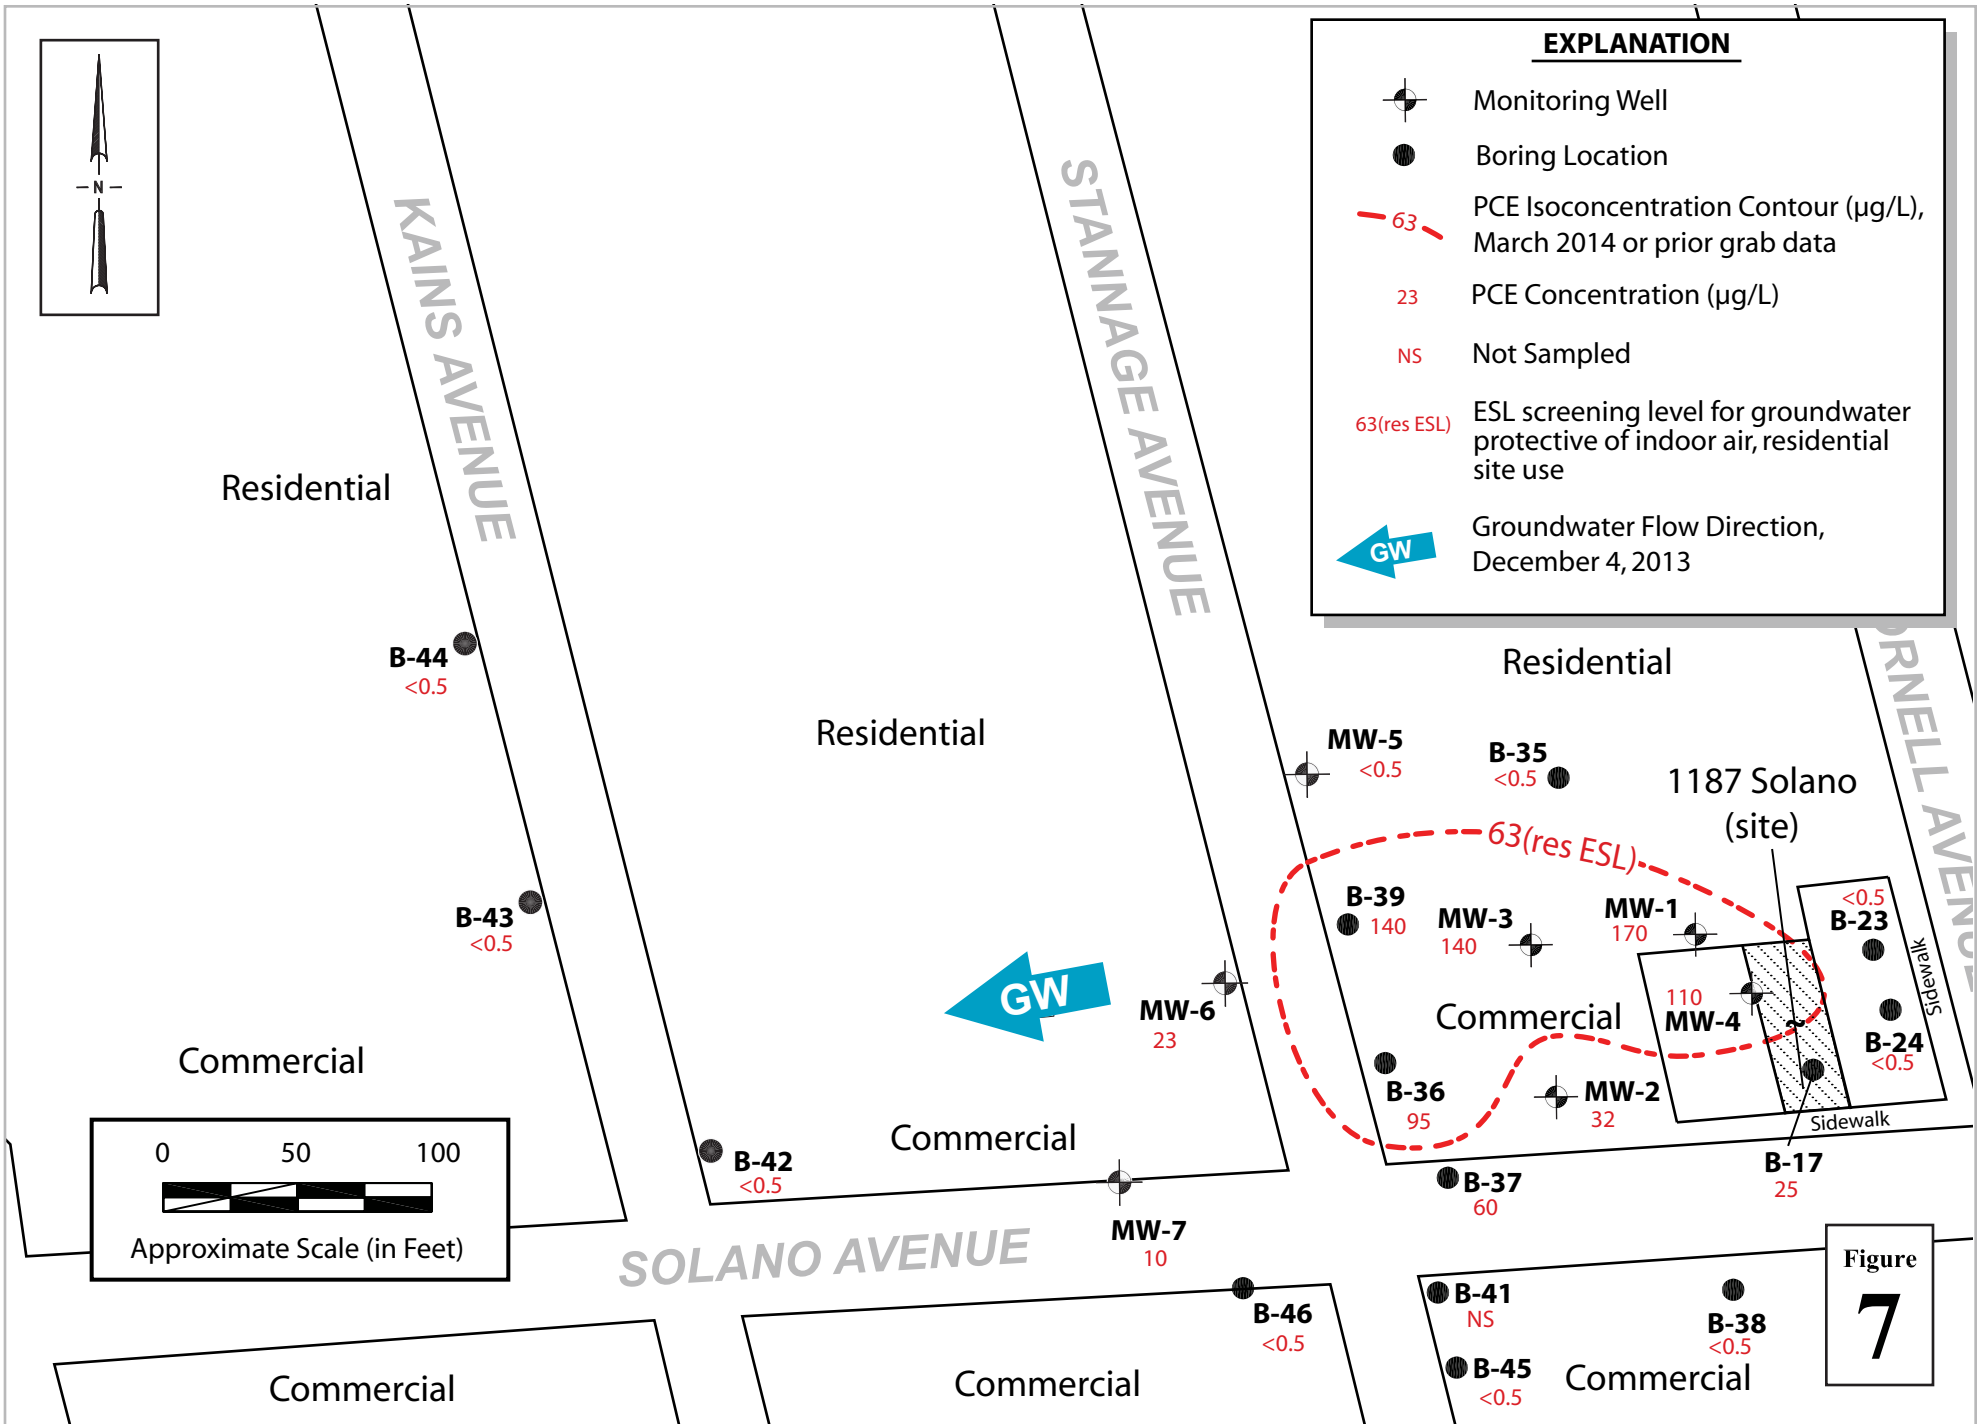 EXPLANATION
Monitoring Well
Boring Location
63
PCE Isoconcentration Contour (µg/L),
March 2014 or prior grab data
23
PCE Concentration (µg/L)
NS
Not Sampled
63(res ESL)
ESL screening level for groundwater
protective of indoor air, residential
site use
GW
Groundwater Flow Direction,
December 4, 2013
N
KAINS AVENUE
STANNAGE AVENUE
ORNELL AVENUE
SOLANO AVENUE
Residential
Residential
Residential
B-44
<0.5
B-43
<0.5
MW-5
<0.5
B-35
<0.5
1187 Solano
(site)
63(res ESL)
B-39
140
MW-3
140
MW-1
170
<0.5
B-23
Sidewalk
GW
MW-6
23
Commercial
110
MW-4
B-24
<0.5
Commercial
B-36
95
MW-2
32
Sidewalk
Commercial
B-42
<0.5
B-37
60
B-17
25
MW-7
10
0 50 100
Approximate Scale (in Feet)
B-46
<0.5
B-41
NS
B-38
<0.5
B-45
<0.5
Commercial
Commercial
Commercial
Figure
7